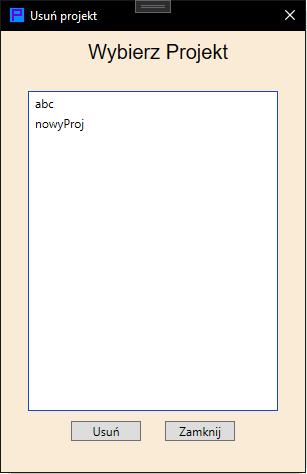 Usuń projekt
Wybierz Projekt
abc
nowyProj
Usuń
Zamknij